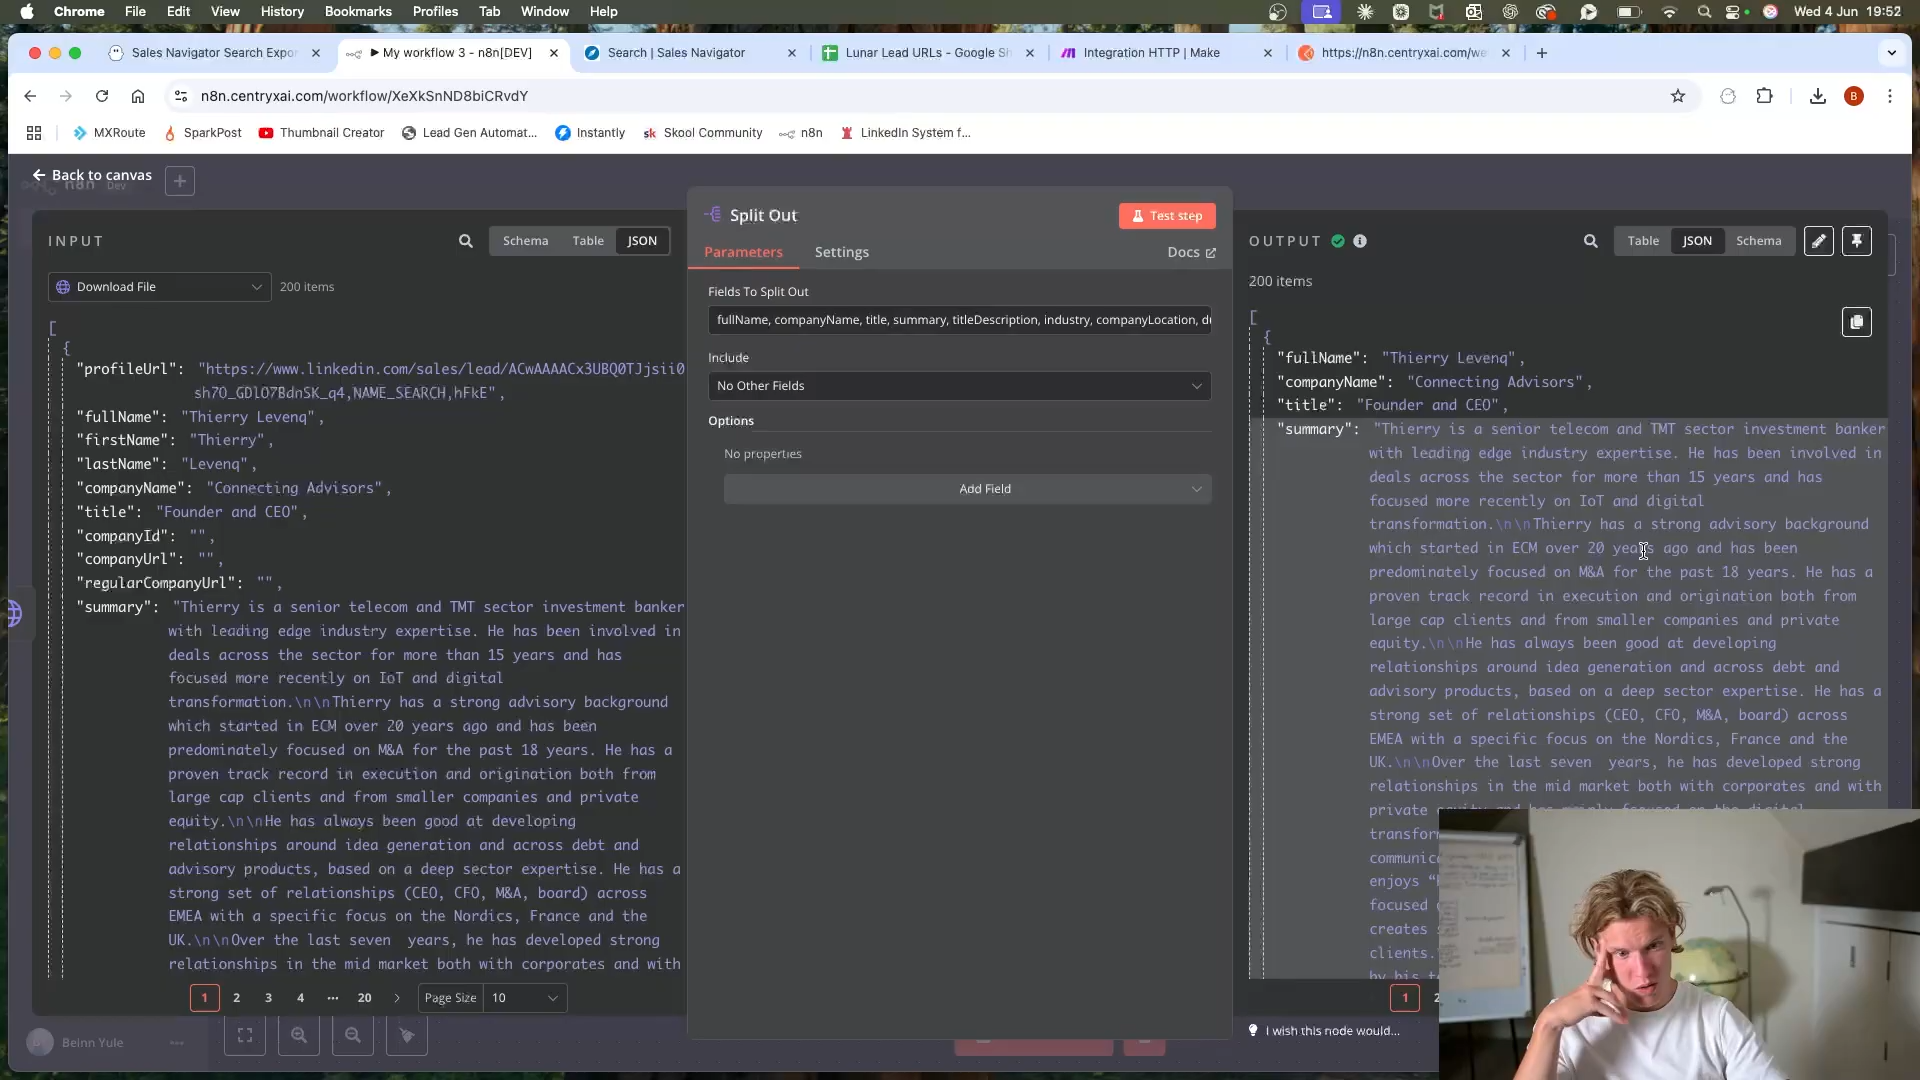 Chrome File Edit View History Bookmarks Profiles Tab Window Help Wed 4 Jun 19:52
Sales Navigator Search Expor My workflow 3 - n8n[DEV] Search | Sales Navigator Lunar Lead URLs - Google Sh Integration HTTP | Make https://n8n.centryxai.com/we
n8n.centryxai.com/workflow/XeXkSnND8biCRvdY B
MXRoute SparkPost Thumbnail Creator Lead Gen Automat... Instantly sk Skool Community n8n LinkedIn System f...
Back to canvas
n8n Dev
INPUT Schema Table JSON
Download File 200 items
[
{
"profileUrl": "https://www.linkedin.com/sales/lead/ACwAAAACx3UBQ0TJjsii0
sh7O_GDlO7BdnSK_q4,NAME_SEARCH,hFkE",
"fullName": "Thierry Levenq",
"firstName": "Thierry",
"lastName": "Levenq",
"companyName": "Connecting Advisors",
"title": "Founder and CEO",
"companyId": "",
"companyUrl": "",
"regularCompanyUrl": "",
"summary": "Thierry is a senior telecom and TMT sector investment banker
with leading edge industry expertise. He has been involved in
deals across the sector for more than 15 years and has
focused more recently on IoT and digital
transformation.\n\nThierry has a strong advisory background
which started in ECM over 20 years ago and has been
predominately focused on M&A for the past 18 years. He has a
proven track record in execution and origination both from
large cap clients and from smaller companies and private
equity.\n\nHe has always been good at developing
relationships around idea generation and across debt and
advisory products, based on a deep sector expertise. He has a
strong set of relationships (CEO, CFO, M&A, board) across
EMEA with a specific focus on the Nordics, France and the
UK.\n\nOver the last seven  years, he has developed strong
relationships in the mid market both with corporates and with
1 2 3 4 ... 20 Page Size 10
Beinn Yule
Split Out Test step
Parameters Settings Docs
Fields To Split Out
fullName, companyName, title, summary, titleDescription, industry, companyLocation, d
Include
No Other Fields
Options
No properties
Add Field
OUTPUT Table JSON Schema
200 items
[
{
"fullName": "Thierry Levenq",
"companyName": "Connecting Advisors",
"title": "Founder and CEO",
"summary": "Thierry is a senior telecom and TMT sector investment banker
with leading edge industry expertise. He has been involved in
deals across the sector for more than 15 years and has
focused more recently on IoT and digital
transformation.\n\nThierry has a strong advisory background
which started in ECM over 20 years ago and has been
predominately focused on M&A for the past 18 years. He has a
proven track record in execution and origination both from
large cap clients and from smaller companies and private
equity.\n\nHe has always been good at developing
relationships around idea generation and across debt and
advisory products, based on a deep sector expertise. He has a
strong set of relationships (CEO, CFO, M&A, board) across
EMEA with a specific focus on the Nordics, France and the
UK.\n\nOver the last seven  years, he has developed strong
relationships in the mid market both with corporates and with
private equity and has mainly focused on the digital
transfor
communic
enjoys
focused
creates
clients.
by his
1 2
I wish this node would...